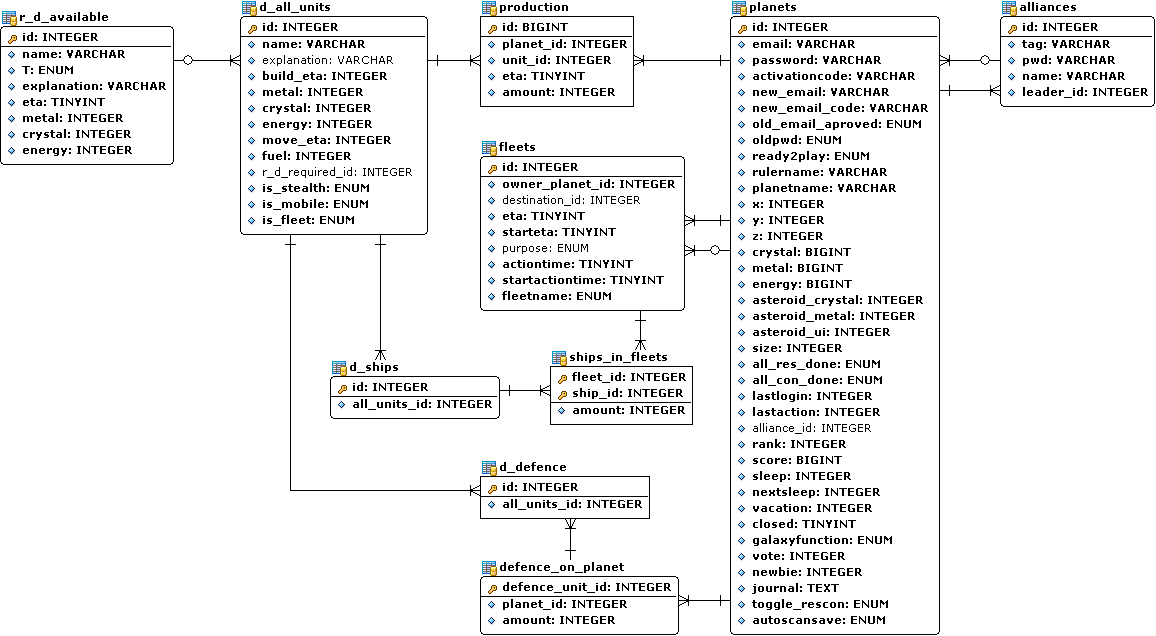 r_d_available
id: INTEGER
name: VARCHAR
T: ENUM
explanation: VARCHAR
eta: TINYINT
metal: INTEGER
crystal: INTEGER
energy: INTEGER
d_all_units
id: INTEGER
name: VARCHAR
explanation: VARCHAR
build_eta: INTEGER
metal: INTEGER
crystal: INTEGER
energy: INTEGER
move_eta: INTEGER
fuel: INTEGER
r_d_required_id: INTEGER
is_stealth: ENUM
is_mobile: ENUM
is_fleet: ENUM
production
id: BIGINT
planet_id: INTEGER
unit_id: INTEGER
eta: TINYINT
amount: INTEGER
fleets
id: INTEGER
owner_planet_id: INTEGER
destination_id: INTEGER
eta: TINYINT
starteta: TINYINT
purpose: ENUM
actiontime: TINYINT
startactiontime: TINYINT
fleetname: ENUM
d_ships
id: INTEGER
all_units_id: INTEGER
ships_in_fleets
fleet_id: INTEGER
ship_id: INTEGER
amount: INTEGER
d_defence
id: INTEGER
all_units_id: INTEGER
defence_on_planet
defence_unit_id: INTEGER
planet_id: INTEGER
amount: INTEGER
planets
id: INTEGER
email: VARCHAR
password: VARCHAR
activationcode: VARCHAR
new_email: VARCHAR
new_email_code: VARCHAR
old_email_aproved: ENUM
oldpwd: ENUM
ready2play: ENUM
rulername: VARCHAR
planetname: VARCHAR
x: INTEGER
y: INTEGER
z: INTEGER
crystal: BIGINT
metal: BIGINT
energy: BIGINT
asteroid_crystal: INTEGER
asteroid_metal: INTEGER
asteroid_ui: INTEGER
size: INTEGER
all_res_done: ENUM
all_con_done: ENUM
lastlogin: INTEGER
lastaction: INTEGER
alliance_id: INTEGER
rank: INTEGER
score: BIGINT
sleep: INTEGER
nextsleep: INTEGER
vacation: INTEGER
closed: TINYINT
galaxyfunction: ENUM
vote: INTEGER
newbie: INTEGER
journal: TEXT
toggle_rescon: ENUM
autoscansave: ENUM
alliances
id: INTEGER
tag: VARCHAR
pwd: VARCHAR
name: VARCHAR
leader_id: INTEGER